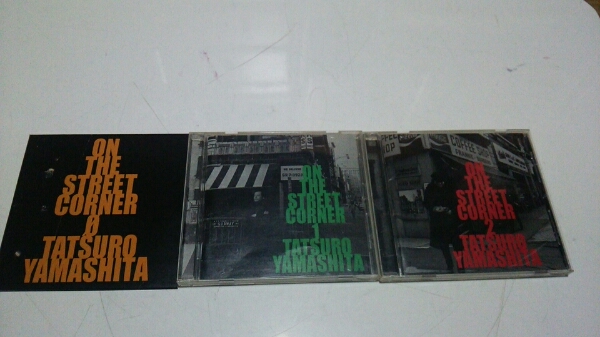 ON
THE
STREET
CORNER
0
TATSURO
YAMASHITA
ON
THE
STREET
CORNER
1
TATSURO
YAMASHITA
COFFEE SHOP
ON
THE
STREET
CORNER
2
TATSURO
YAMASHITA